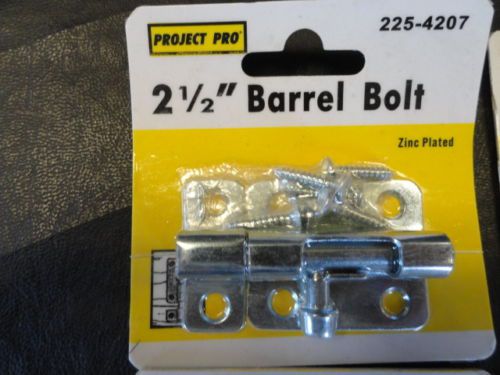 PROJECT PRO®
225-4207
2 ½" Barrel Bolt
Zinc Plated